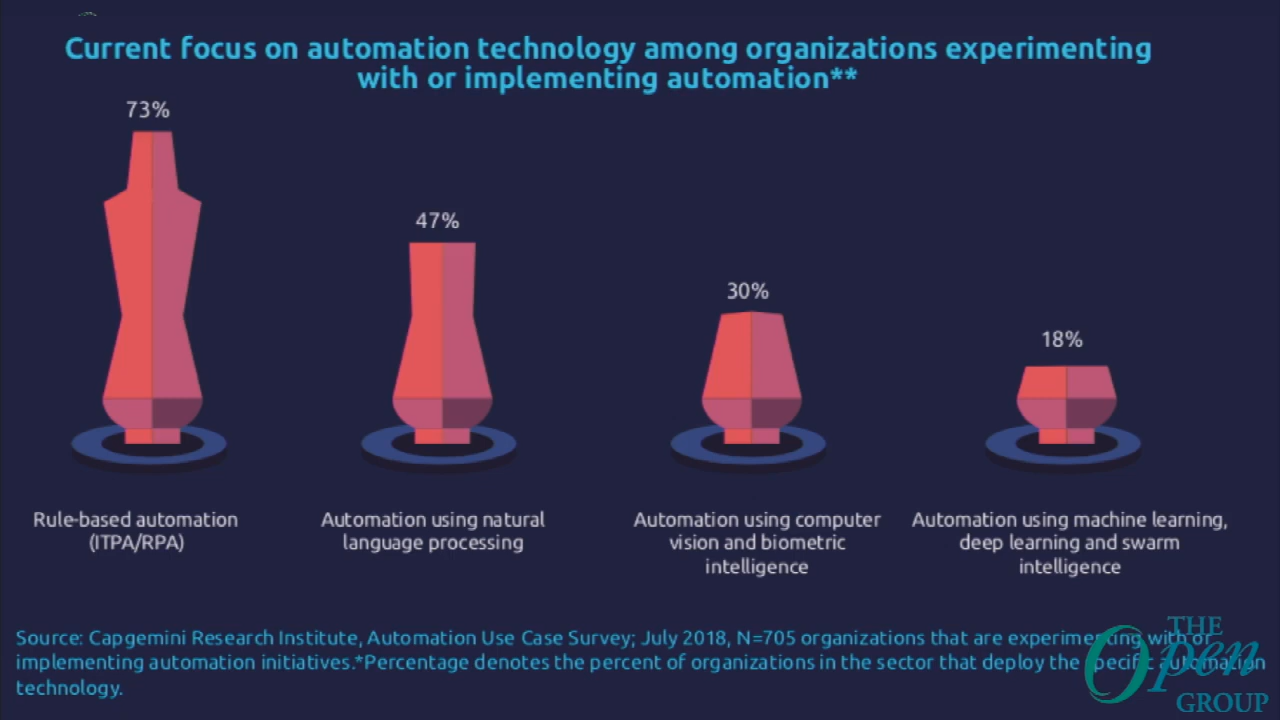 Current focus on automation technology among organizations experimenting
with or implementing automation**
73%
47%
30%
18%
Rule-based automation
(ITPA/RPA)
Automation using natural
language processing
Automation using computer
vision and biometric
intelligence
Automation using machine learning,
deep learning and swarm
intelligence
Source: Capgemini Research Institute, Automation Use Case Survey; July 2018, N=705 organizations that are experimenting with or
implementing automation initiatives.*Percentage denotes the percent of organizations in the sector that deploy the specific automation
technology.
THE
Open
GROUP